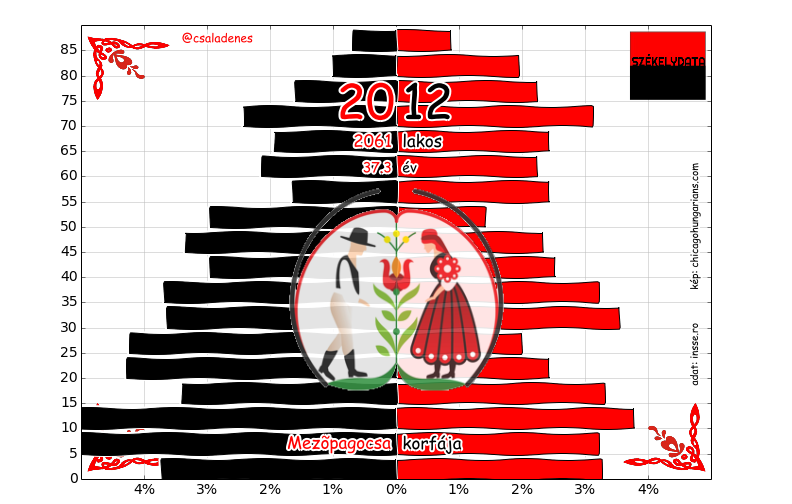 @csaladenes
SZÉKELYDATA
2012
2061 lakos
37.3 év
Mezõpagocsa korfája
kép: chicagohungarians.com
adat: insse.ro
85
80
75
70
65
60
55
50
45
40
35
30
25
20
15
10
5
0
4% 3% 2% 1% 0% 1% 2% 3% 4%